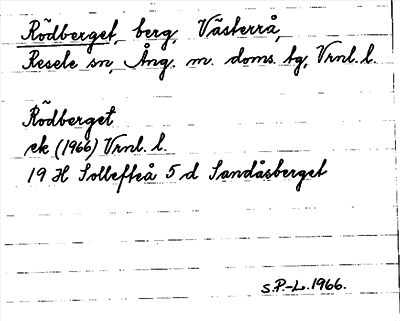 Rödberget, berg, Västerrå,
Resele sn, Ång. m. doms. tg, Vrnl. l.
Rödberget
ek (1966) Vrnl. l.
19 H Sollefteå 5 d Sandåsberget
S.P.-L. 1966.